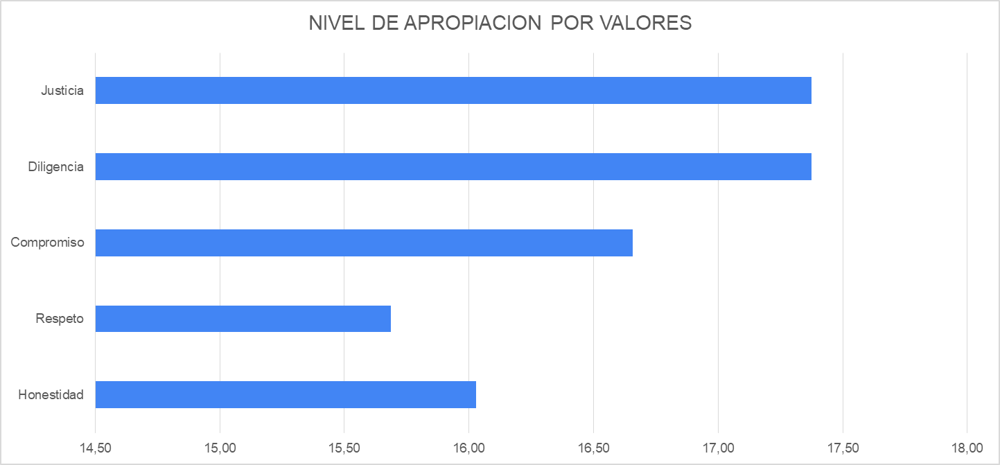 NIVEL DE APROPIACION POR VALORES
Justicia
Diligencia
Compromiso
Respeto
Honestidad
14,50 15,00 15,50 16,00 16,50 17,00 17,50 18,00